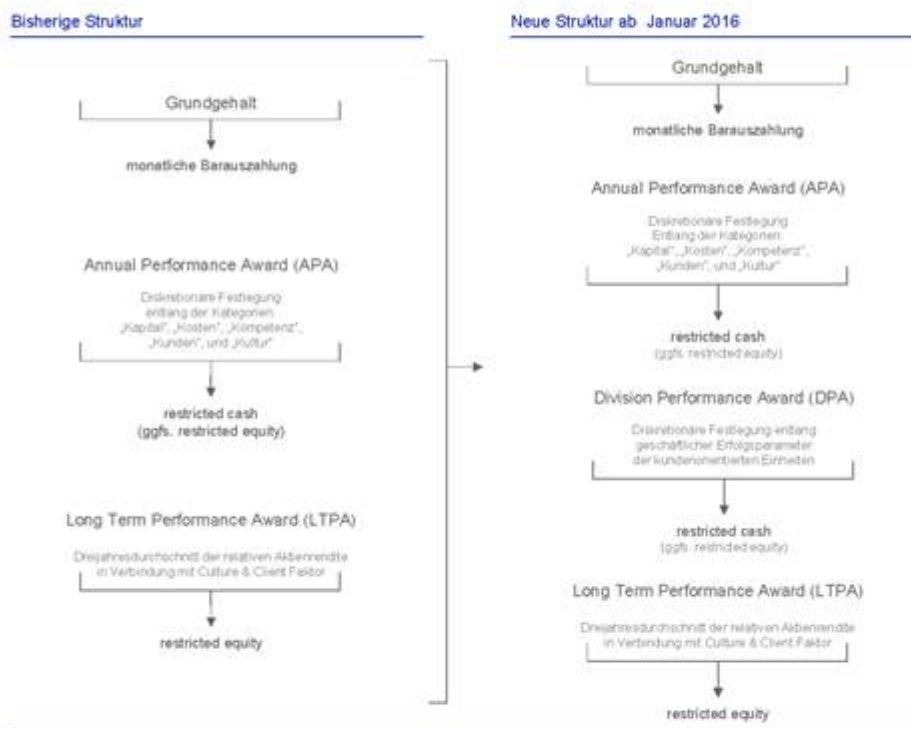 Bisherige Struktur
Grundgehalt
monatliche Barauszahlung
Annual Performance Award (APA)
Diskretionäre Festlegung
entlang der Kategorien
„Kapital", „Kosten", „Kompetenz",
„Kunden", und „Kultur"
restricted cash
(ggfs. restricted equity)
Long Term Performance Award (LTPA)
Dreijahresdurchschnitt der relativen Aktienrendite
in Verbindung mit Culture & Client Faktor
restricted equity
Neue Struktur ab Januar 2016
Grundgehalt
monatliche Barauszahlung
Annual Performance Award (APA)
Diskretionäre Festlegung
Entlang der Kategorien
„Kapital", „Kosten", „Kompetenz",
„Kunden", und „Kultur"
restricted cash
(ggfs. restricted equity)
Division Performance Award (DPA)
Diskretionäre Festlegung entlang
geschäftlicher Erfolgsparameter
der kundenorientierten Einheiten
restricted cash
(ggfs. restricted equity)
Long Term Performance Award (LTPA)
Dreijahresdurchschnitt der relativen Aktienrendite
in Verbindung mit Culture & Client Faktor
restricted equity